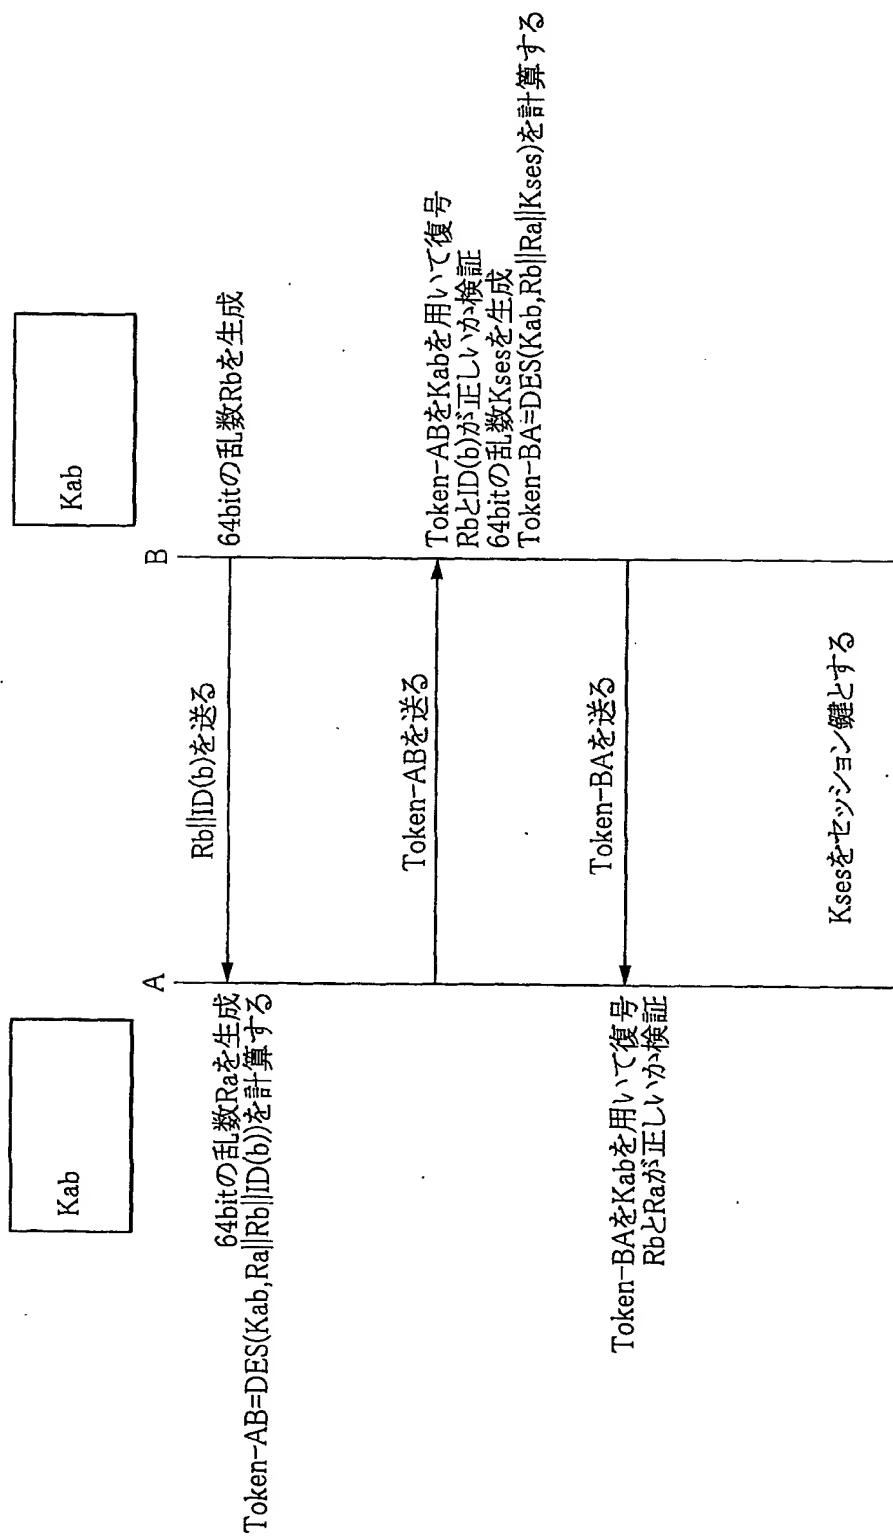 Kab
Kab
A
B
64bitの乱数Rbを生成
Rb||ID(b)を送る
64bitの乱数Raを生成
Token-AB=DES(Kab,Ra||Rb||ID(b))を計算する
Token-ABを送る
Token-ABをKabを用いて復号
RbとID(b)が正しいか検証
64bitの乱数Ksesを生成
Token-BA=DES(Kab,Rb||Ra||Kses)を計算する
Token-BAを送る
Token-BAをKabを用いて復号
RbとRaが正しいか検証
Ksesをセッション鍵とする